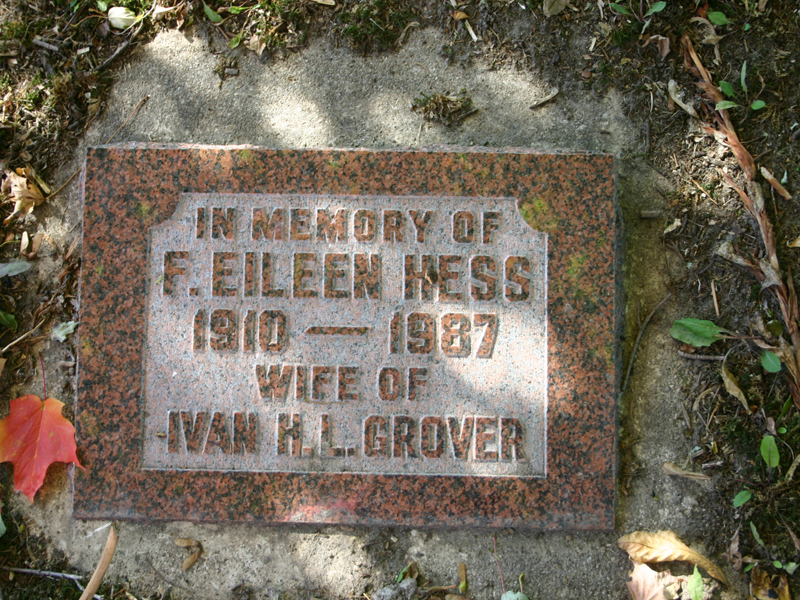 IN MEMORY OF
F. EILEEN HESS
1910 — 1987
WIFE OF
IVAN H. L. GROVER